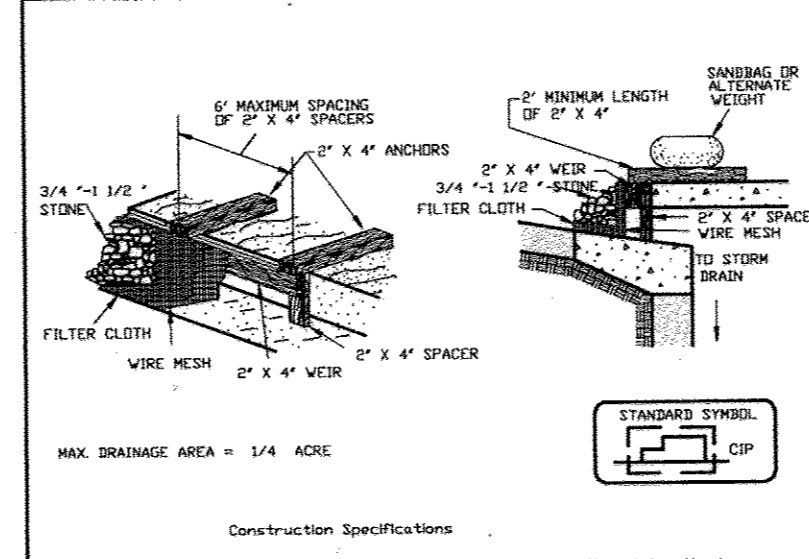 6' MAXIMUM SPACING
OF 2" X 4" SPACERS
2" X 4" ANCHORS
3/4 "-1 1/2 "
STONE
FILTER CLOTH
WIRE MESH
2" X 4" WEIR
2" X 4" SPACER
MAX. DRAINAGE AREA = 1/4 ACRE
SANDBAG OR
ALTERNATE
WEIGHT
2' MINIMUM LENGTH
OF 2" X 4"
2" X 4" WEIR
3/4 "-1 1/2 "-STONE
FILTER CLOTH
2" X 4" SPACE
WIRE MESH
TO STORM
DRAIN
STANDARD SYMBOL
CIP
Construction Specifications